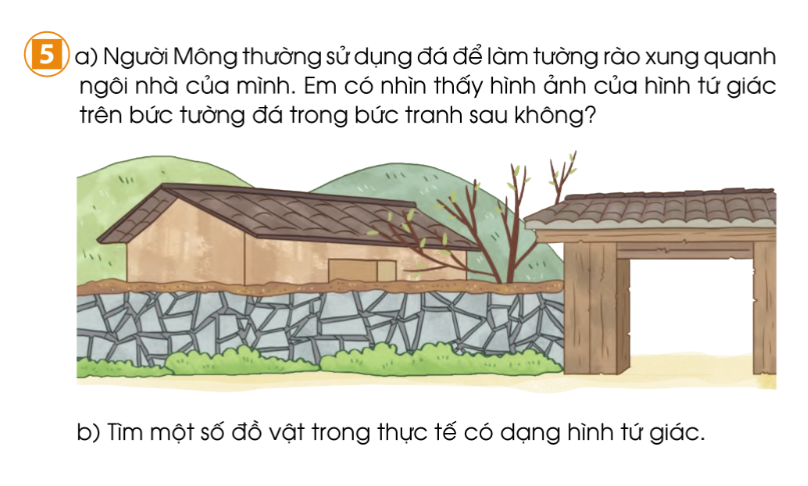 5 a) Người Mông thường sử dụng đá để làm tường rào xung quanh
ngôi nhà của mình. Em có nhìn thấy hình ảnh của hình tứ giác
trên bức tường đá trong bức tranh sau không?
b) Tìm một số đồ vật trong thực tế có dạng hình tứ giác.